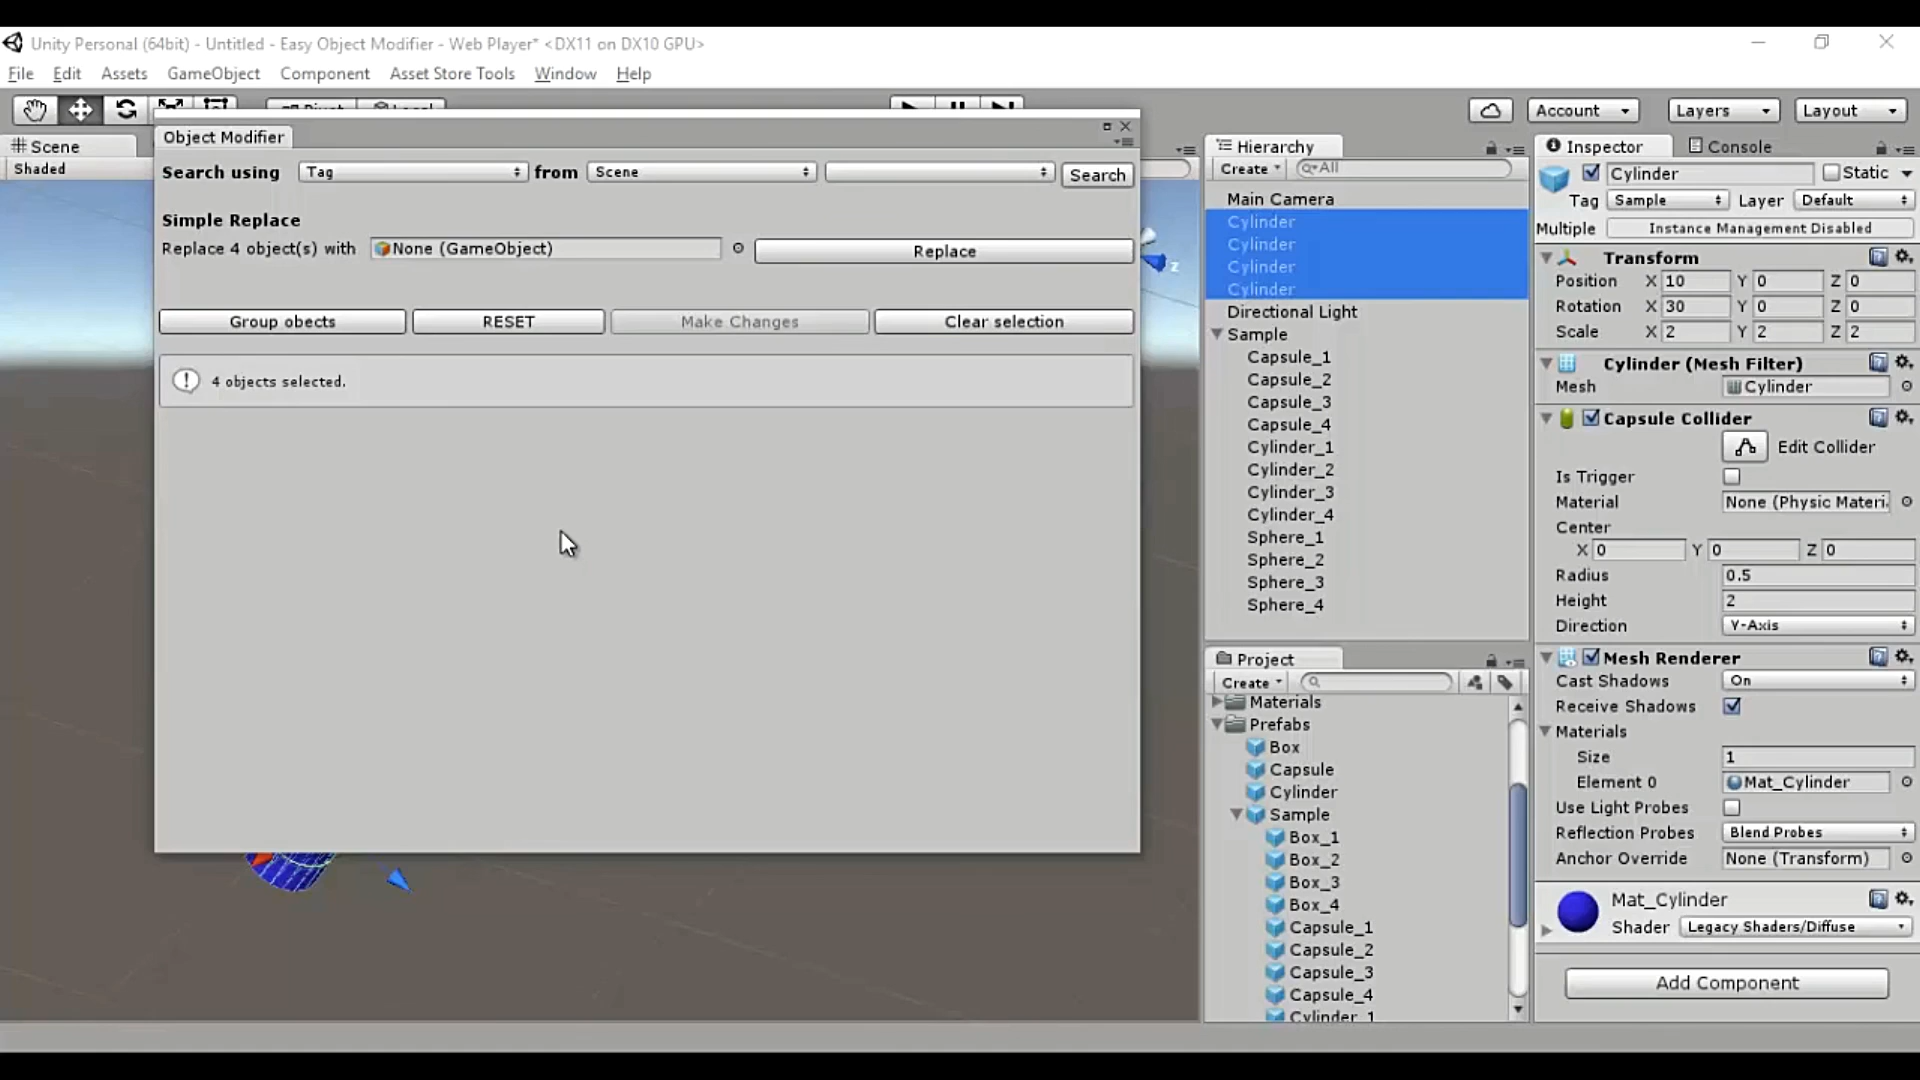 Unity Personal (64bit) - Untitled - Easy Object Modifier - Web Player* <DX11 on DX10 GPU>
File Edit Assets GameObject Component Asset Store Tools Window Help
Pivot Local
Account Layers Layout
Scene
Shaded
Object Modifier
Search using Tag from Scene Search
Simple Replace
Replace 4 object(s) with None (GameObject) Replace
Group obects RESET Make Changes Clear selection
4 objects selected.
z
Hierarchy
Create All
Main Camera
Cylinder
Cylinder
Cylinder
Cylinder
Directional Light
Sample
Capsule_1
Capsule_2
Capsule_3
Capsule_4
Cylinder_1
Cylinder_2
Cylinder_3
Cylinder_4
Sphere_1
Sphere_2
Sphere_3
Sphere_4
Project
Create
Materials
Prefabs
Box
Capsule
Cylinder
Sample
Box_1
Box_2
Box_3
Box_4
Capsule_1
Capsule_2
Capsule_3
Capsule_4
Cylinder_1
Inspector Console
Cylinder Static
Tag Sample Layer Default
Multiple Instance Management Disabled
Transform
Position X 10 Y 0 Z 0
Rotation X 30 Y 0 Z 0
Scale X 2 Y 2 Z 2
Cylinder (Mesh Filter)
Mesh Cylinder
Capsule Collider
Edit Collider
Is Trigger
Material None (Physic Materi
Center
X 0 Y 0 Z 0
Radius 0.5
Height 2
Direction Y-Axis
Mesh Renderer
Cast Shadows On
Receive Shadows
Materials
Size 1
Element 0 Mat_Cylinder
Use Light Probes
Reflection Probes Blend Probes
Anchor Override None (Transform)
Mat_Cylinder
Shader Legacy Shaders/Diffuse
Add Component